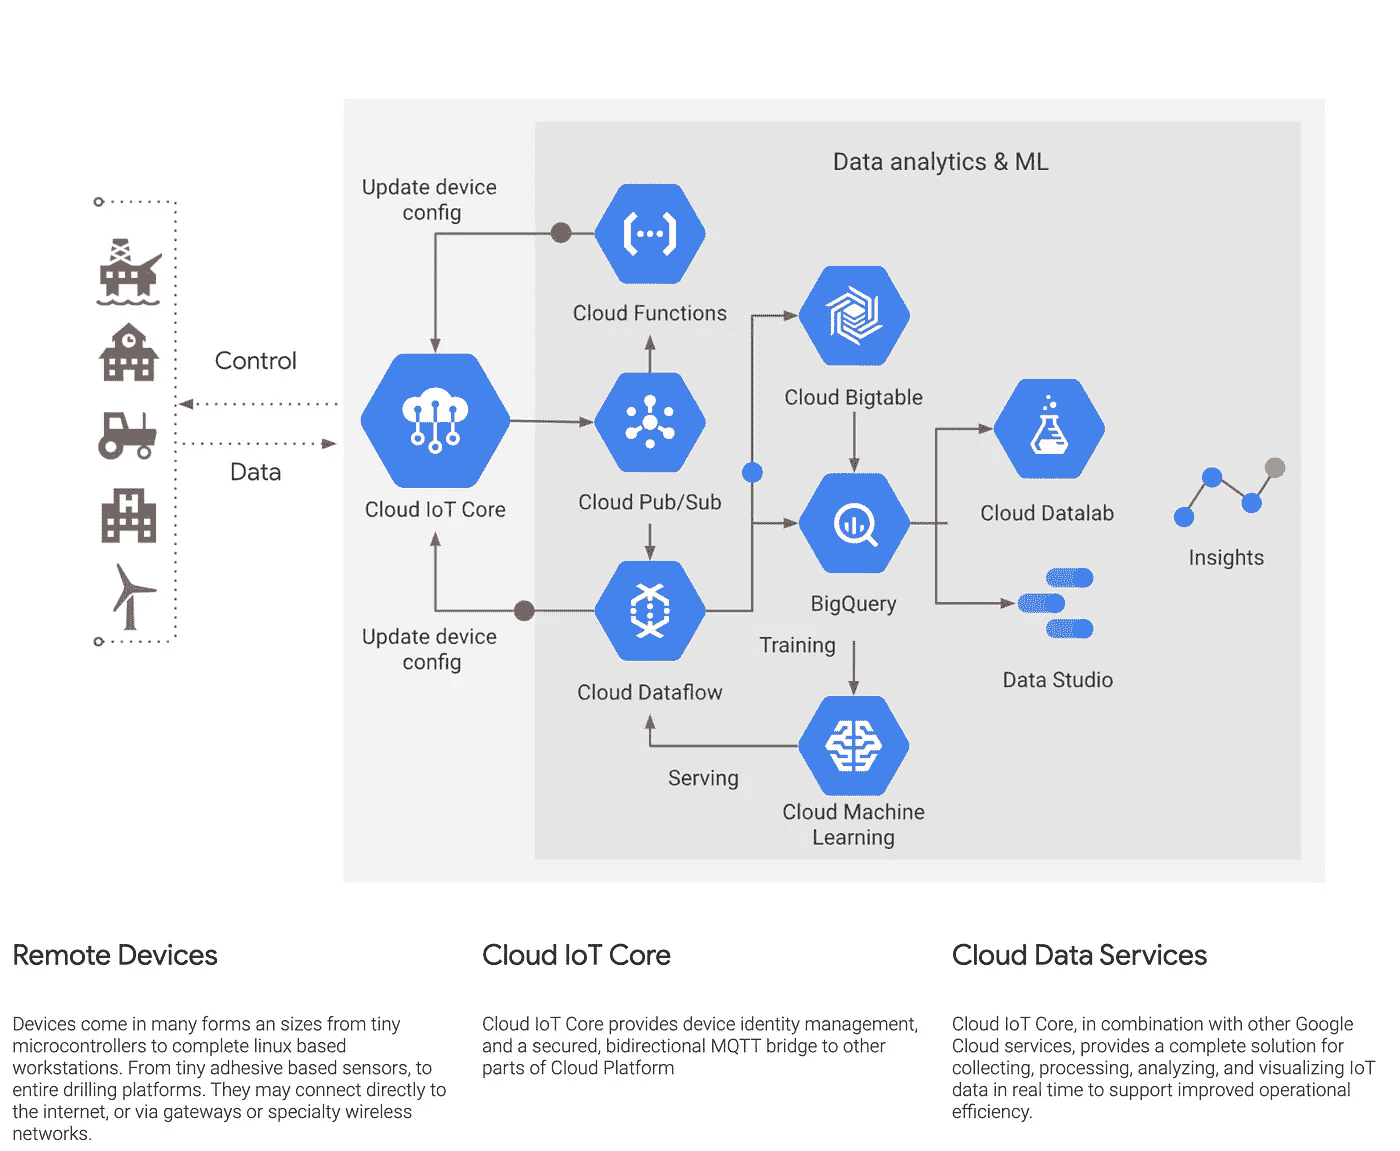 Data analytics & ML
Update device
config
Cloud Functions
Control
Cloud Bigtable
Data
Cloud IoT Core
Cloud Pub/Sub
Cloud Datalab
Insights
BigQuery
Update device
config
Training
Cloud Dataflow
Data Studio
Serving
Cloud Machine
Learning
Remote Devices
Devices come in many forms an sizes from tiny
microcontrollers to complete linux based
workstations. From tiny adhesive based sensors, to
entire drilling platforms. They may connect directly to
the internet, or via gateways or specialty wireless
networks.
Cloud IoT Core
Cloud IoT Core provides device identity management,
and a secured, bidirectional MQTT bridge to other
parts of Cloud Platform
Cloud Data Services
Cloud IoT Core, in combination with other Google
Cloud services, provides a complete solution for
collecting, processing, analyzing, and visualizing IoT
data in real time to support improved operational
efficiency.